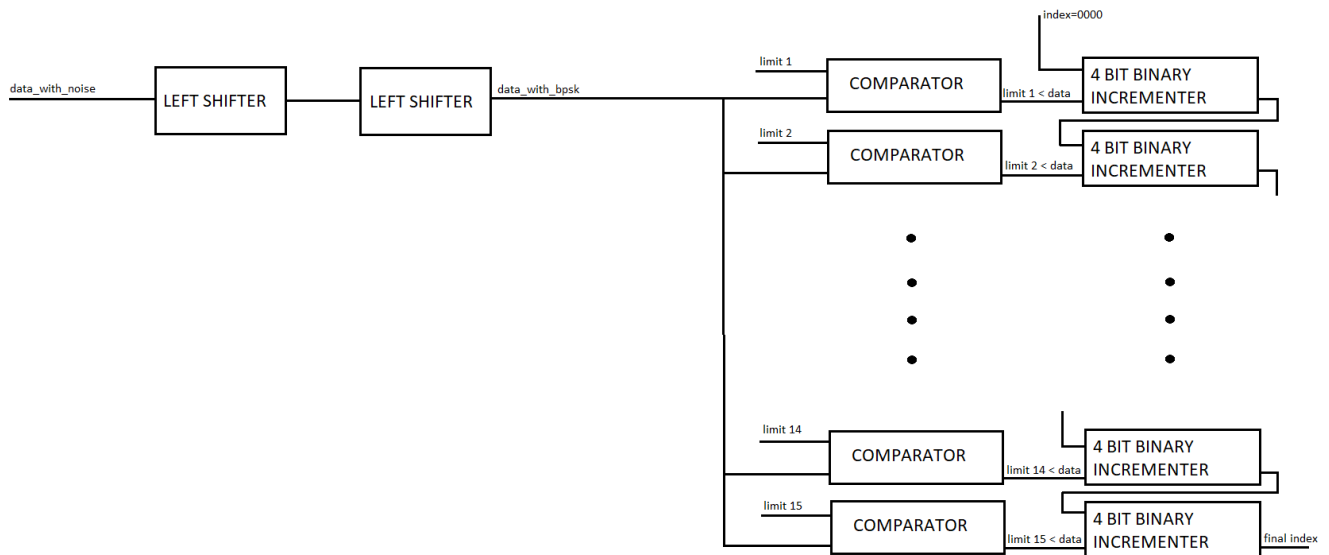 index=0000
limit 1
data_with_noise
LEFT SHIFTER
LEFT SHIFTER
data_with_bpsk
COMPARATOR
limit 1 < data
4 BIT BINARY
INCREMENTER
limit 2
COMPARATOR
limit 2 < data
4 BIT BINARY
INCREMENTER
limit 14
COMPARATOR
limit 14 < data
4 BIT BINARY
INCREMENTER
limit 15
COMPARATOR
limit 15 < data
4 BIT BINARY
INCREMENTER
final index